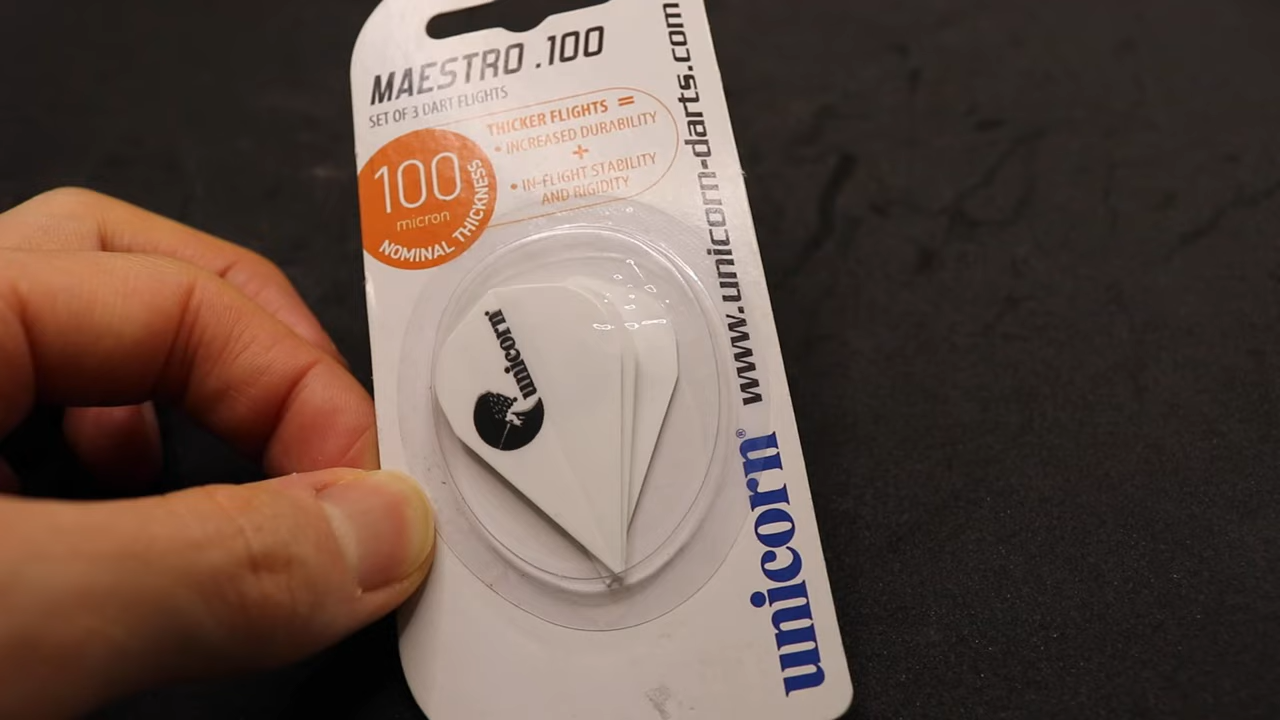 MAESTRO .100
SET OF 3 DART FLIGHTS
100
micron
NOMINAL THICKNESS
THICKER FLIGHTS =
• INCREASED DURABILITY
+
• IN-FLIGHT STABILITY
AND RIGIDITY
unicorn
www.unicorn-darts.com
unicorn®